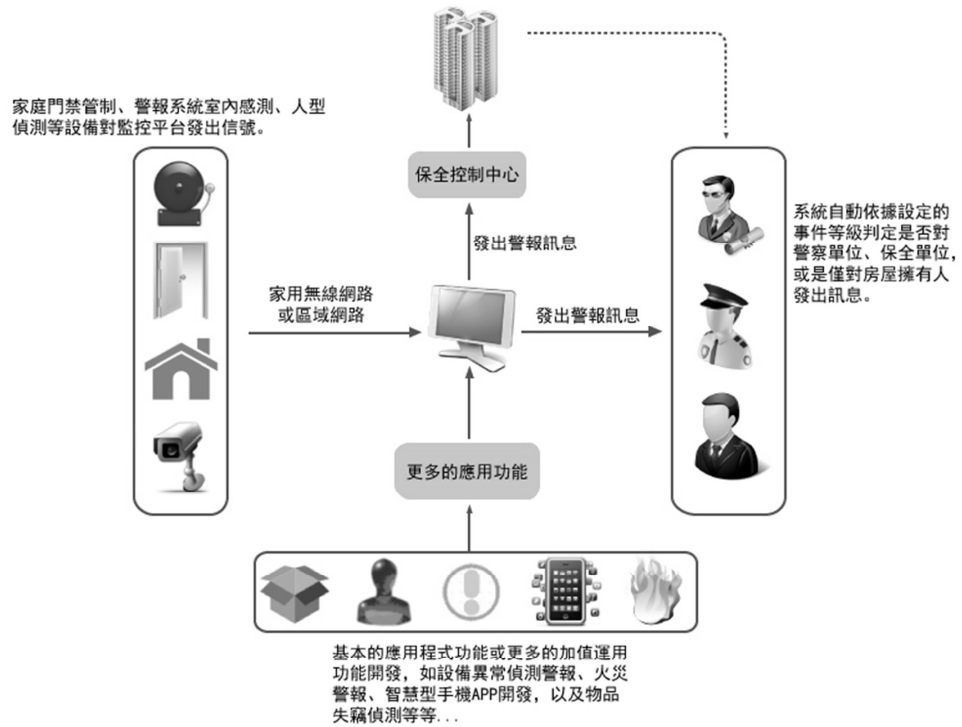 家庭門禁管制、警報系統室內感測、人型
偵測等設備對監控平台發出信號。
保全控制中心
發出警報訊息
系統自動依據設定的
事件等級判定是否對
警察單位、保全單位,
或是僅對房屋擁有人
發出訊息。
家用無線網路
或區域網路
發出警報訊息
更多的應用功能
基本的應用程式功能或更多的加值運用
功能開發, 如設備異常偵測警報、火災
警報、智慧型手機APP開發, 以及物品
失竊偵測等等...